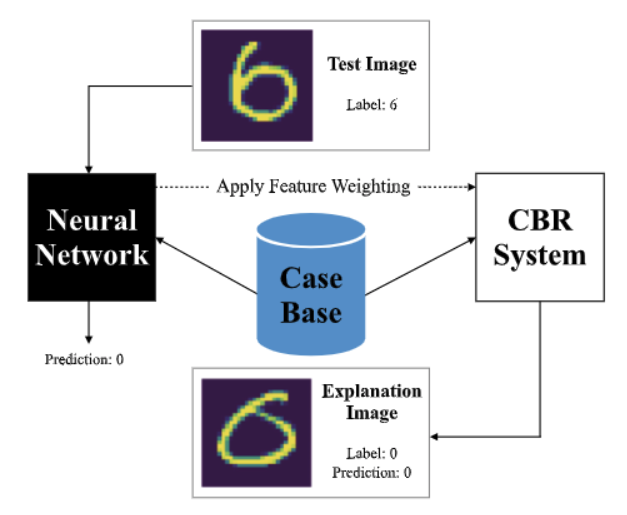 Test Image
Label: 6
Apply Feature Weighting
Neural
Network
CBR
System
Case
Base
Prediction: 0
Explanation
Image
Label: 0
Prediction: 0